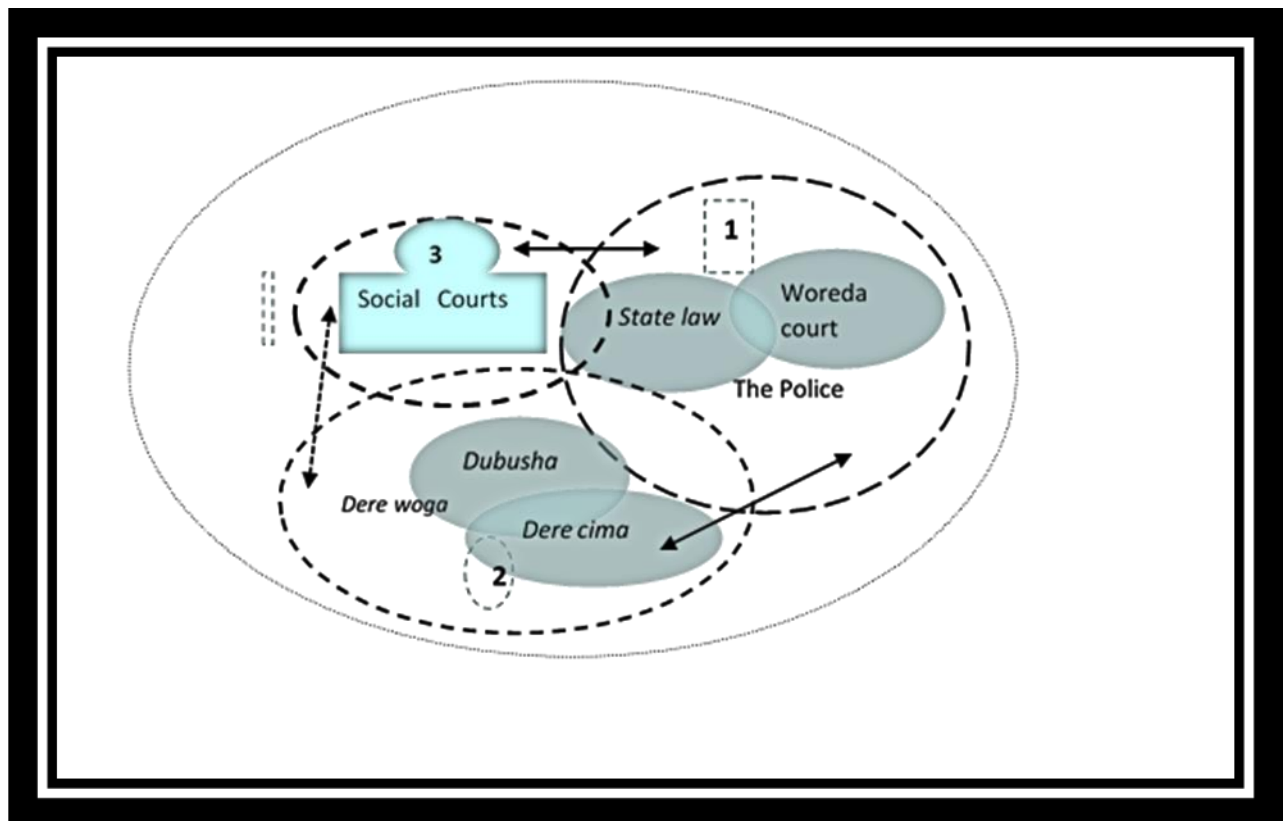 1
3
Social Courts
State law
Woreda
court
The Police
Dubusha
Dere woga
Dere cima
2